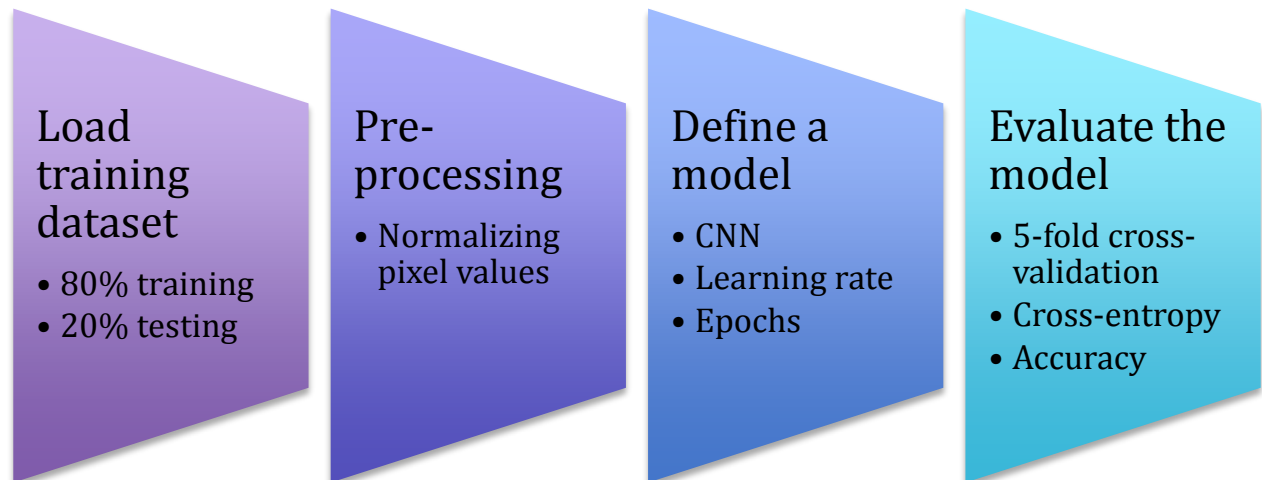 Load
training
dataset
• 80% training
• 20% testing
Pre-
processing
• Normalizing
pixel values
Define a
model
• CNN
• Learning rate
• Epochs
Evaluate the
model
• 5-fold cross-
validation
• Cross-entropy
• Accuracy